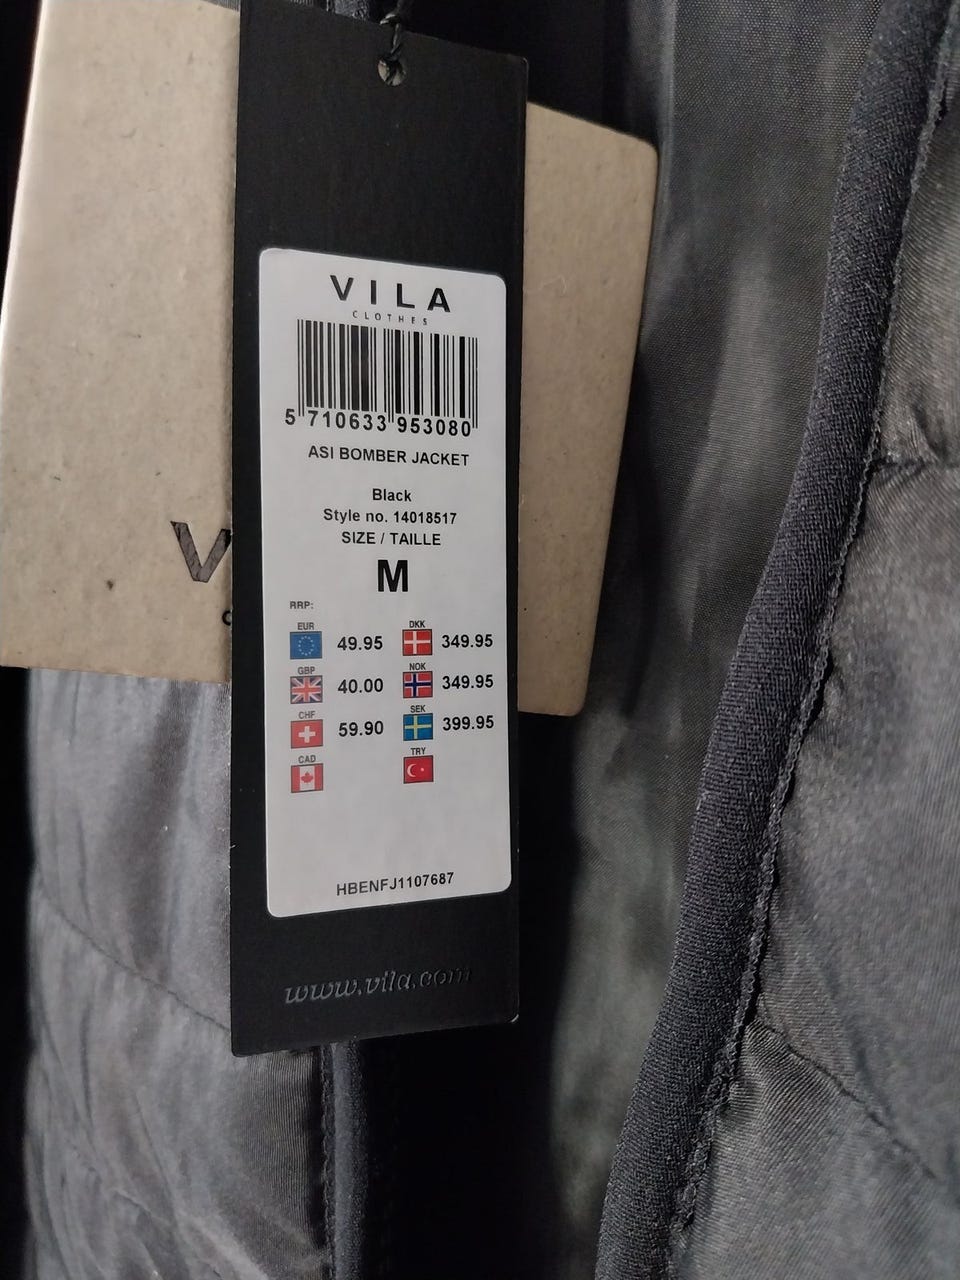 VILA
CLOTHES
5 710633 953080
ASI BOMBER JACKET
Black
Style no. 14018517
SIZE / TAILLE
M
RRP:
EUR 49.95 DKK 349.95
GBP 40.00 NOK 349.95
CHF 59.90 SEK 399.95
CAD TRY
HBENFJ1107687
www.vila.com
V